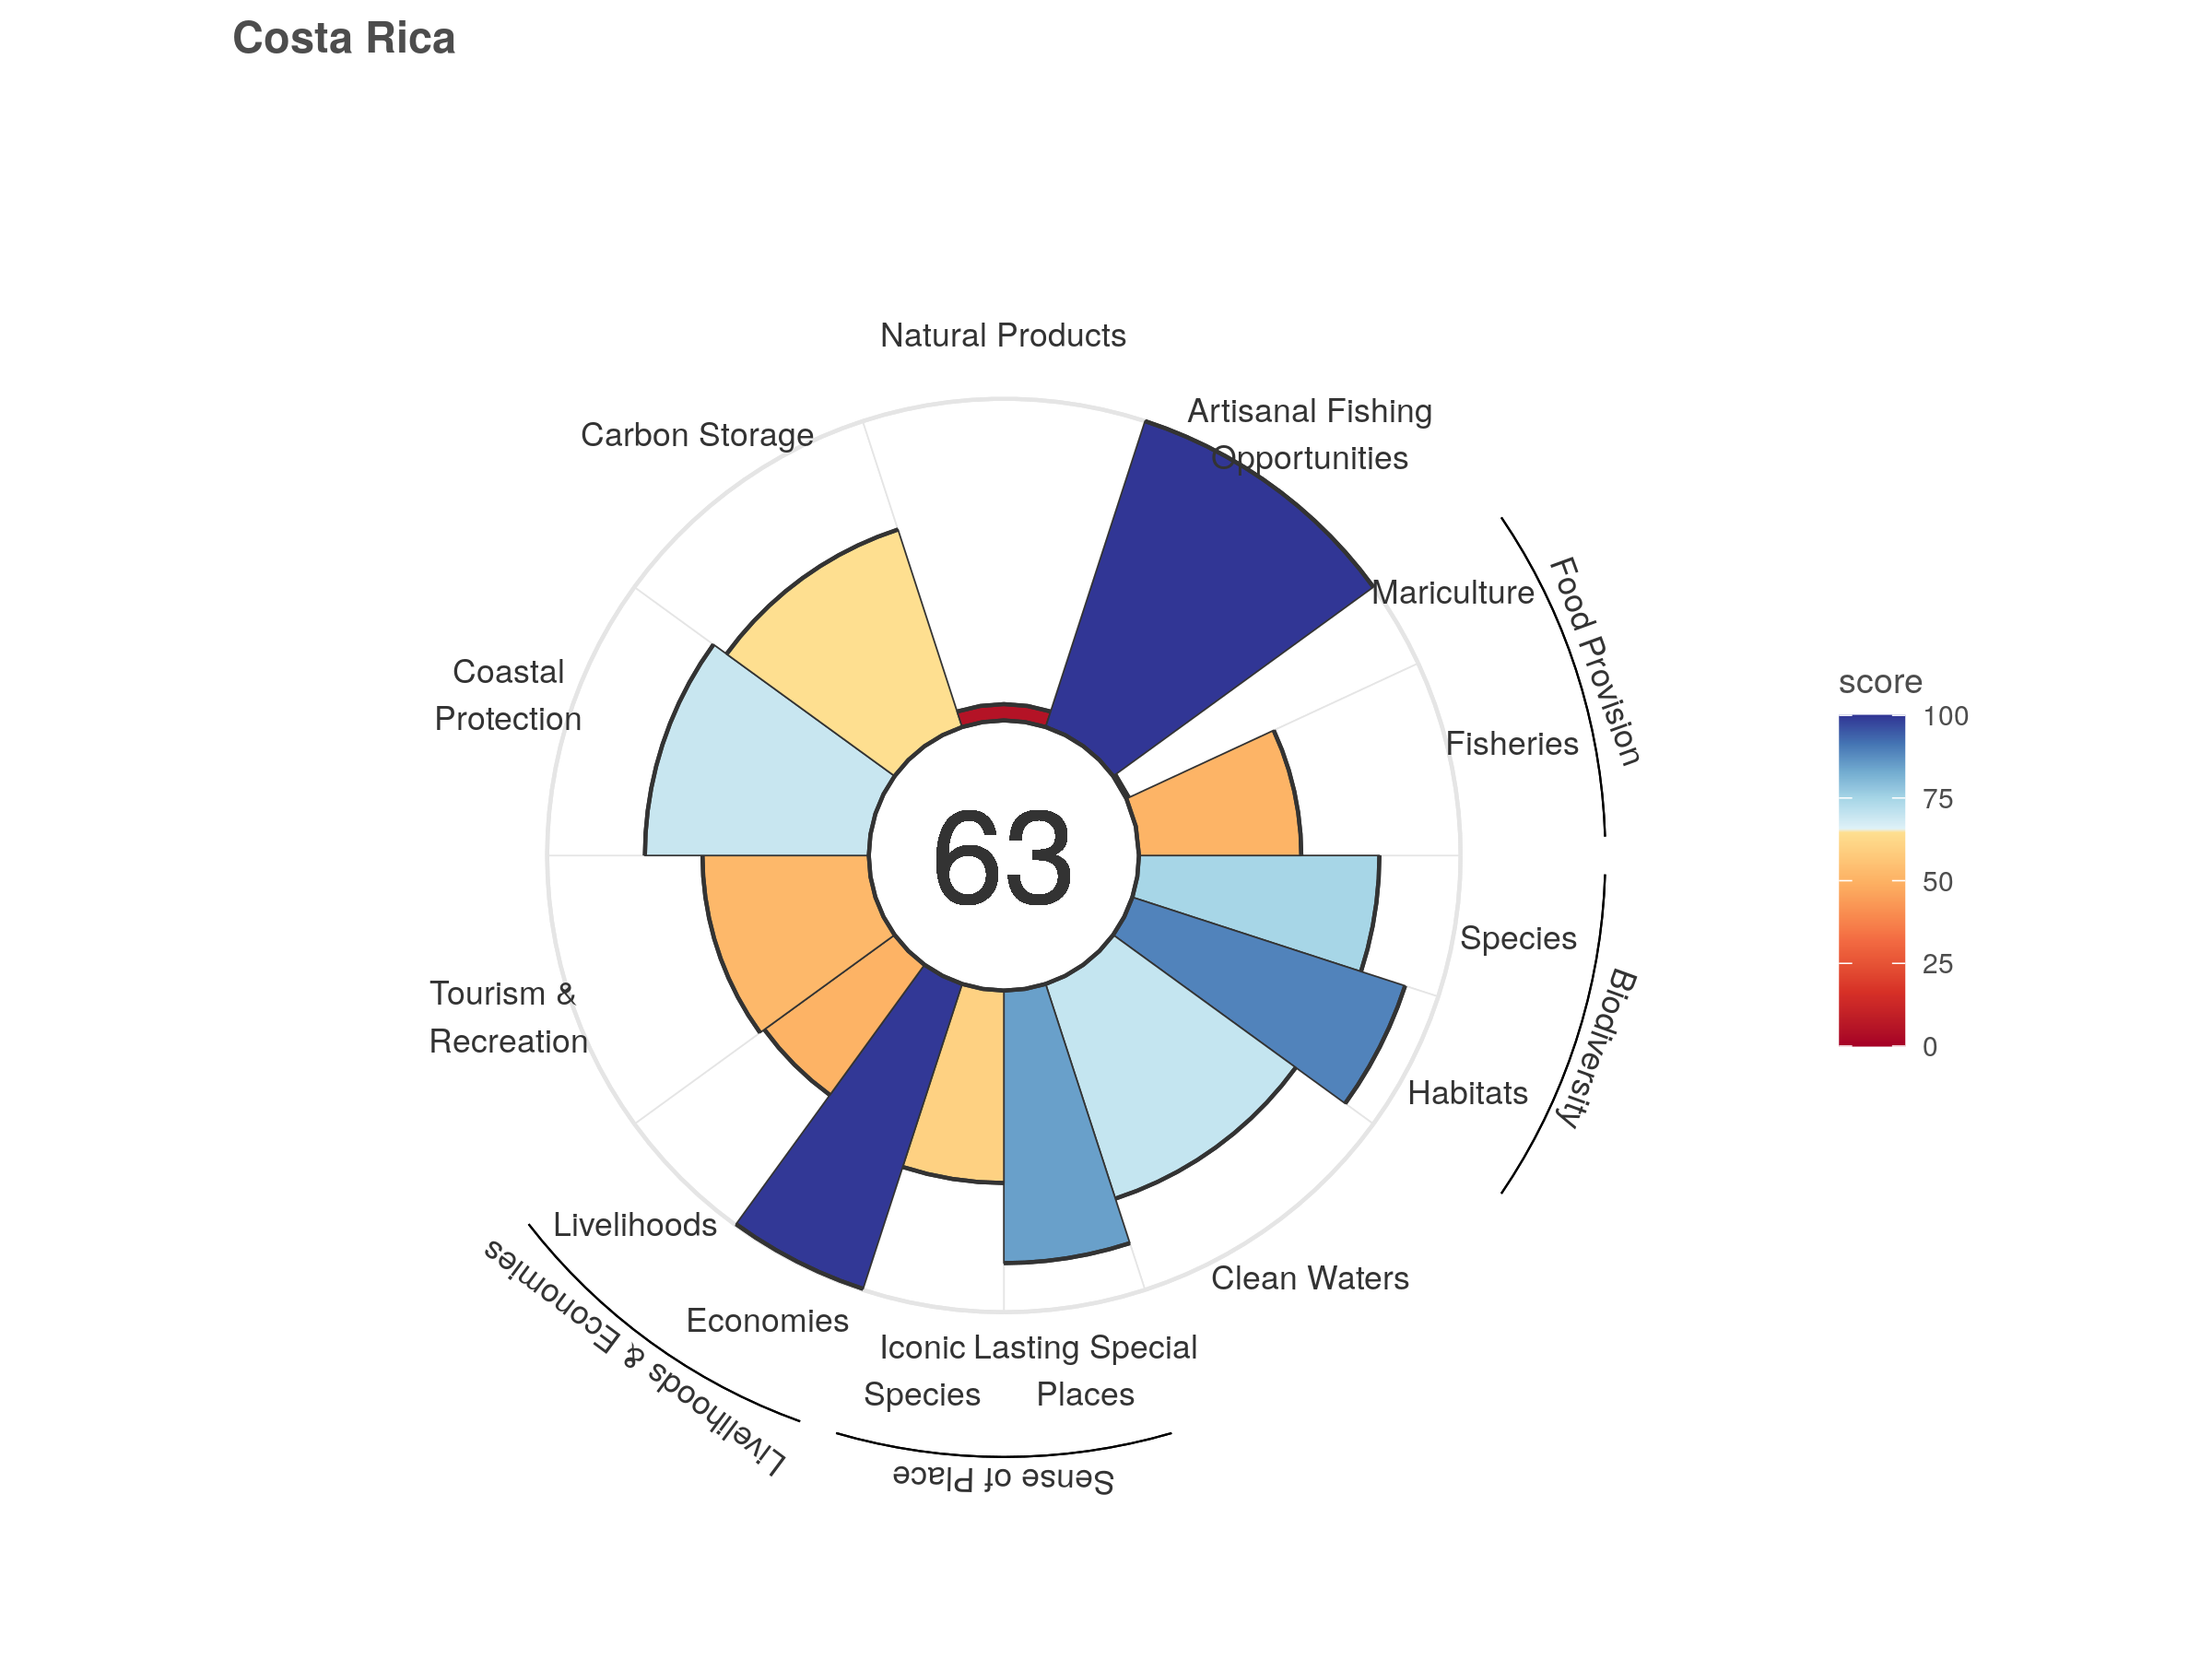 Costa Rica
Natural Products
Artisanal Fishing
Opportunities
Carbon Storage
Mariculture
Food Provision
Fisheries
Coastal
Protection
63
Species
Biodiversity
Habitats
Tourism &
Recreation
Clean Waters
Livelihoods
Economies
Livelihoods & Economies
Iconic
Species
Lasting Special
Places
Sense of Place
score
100
75
50
25
0